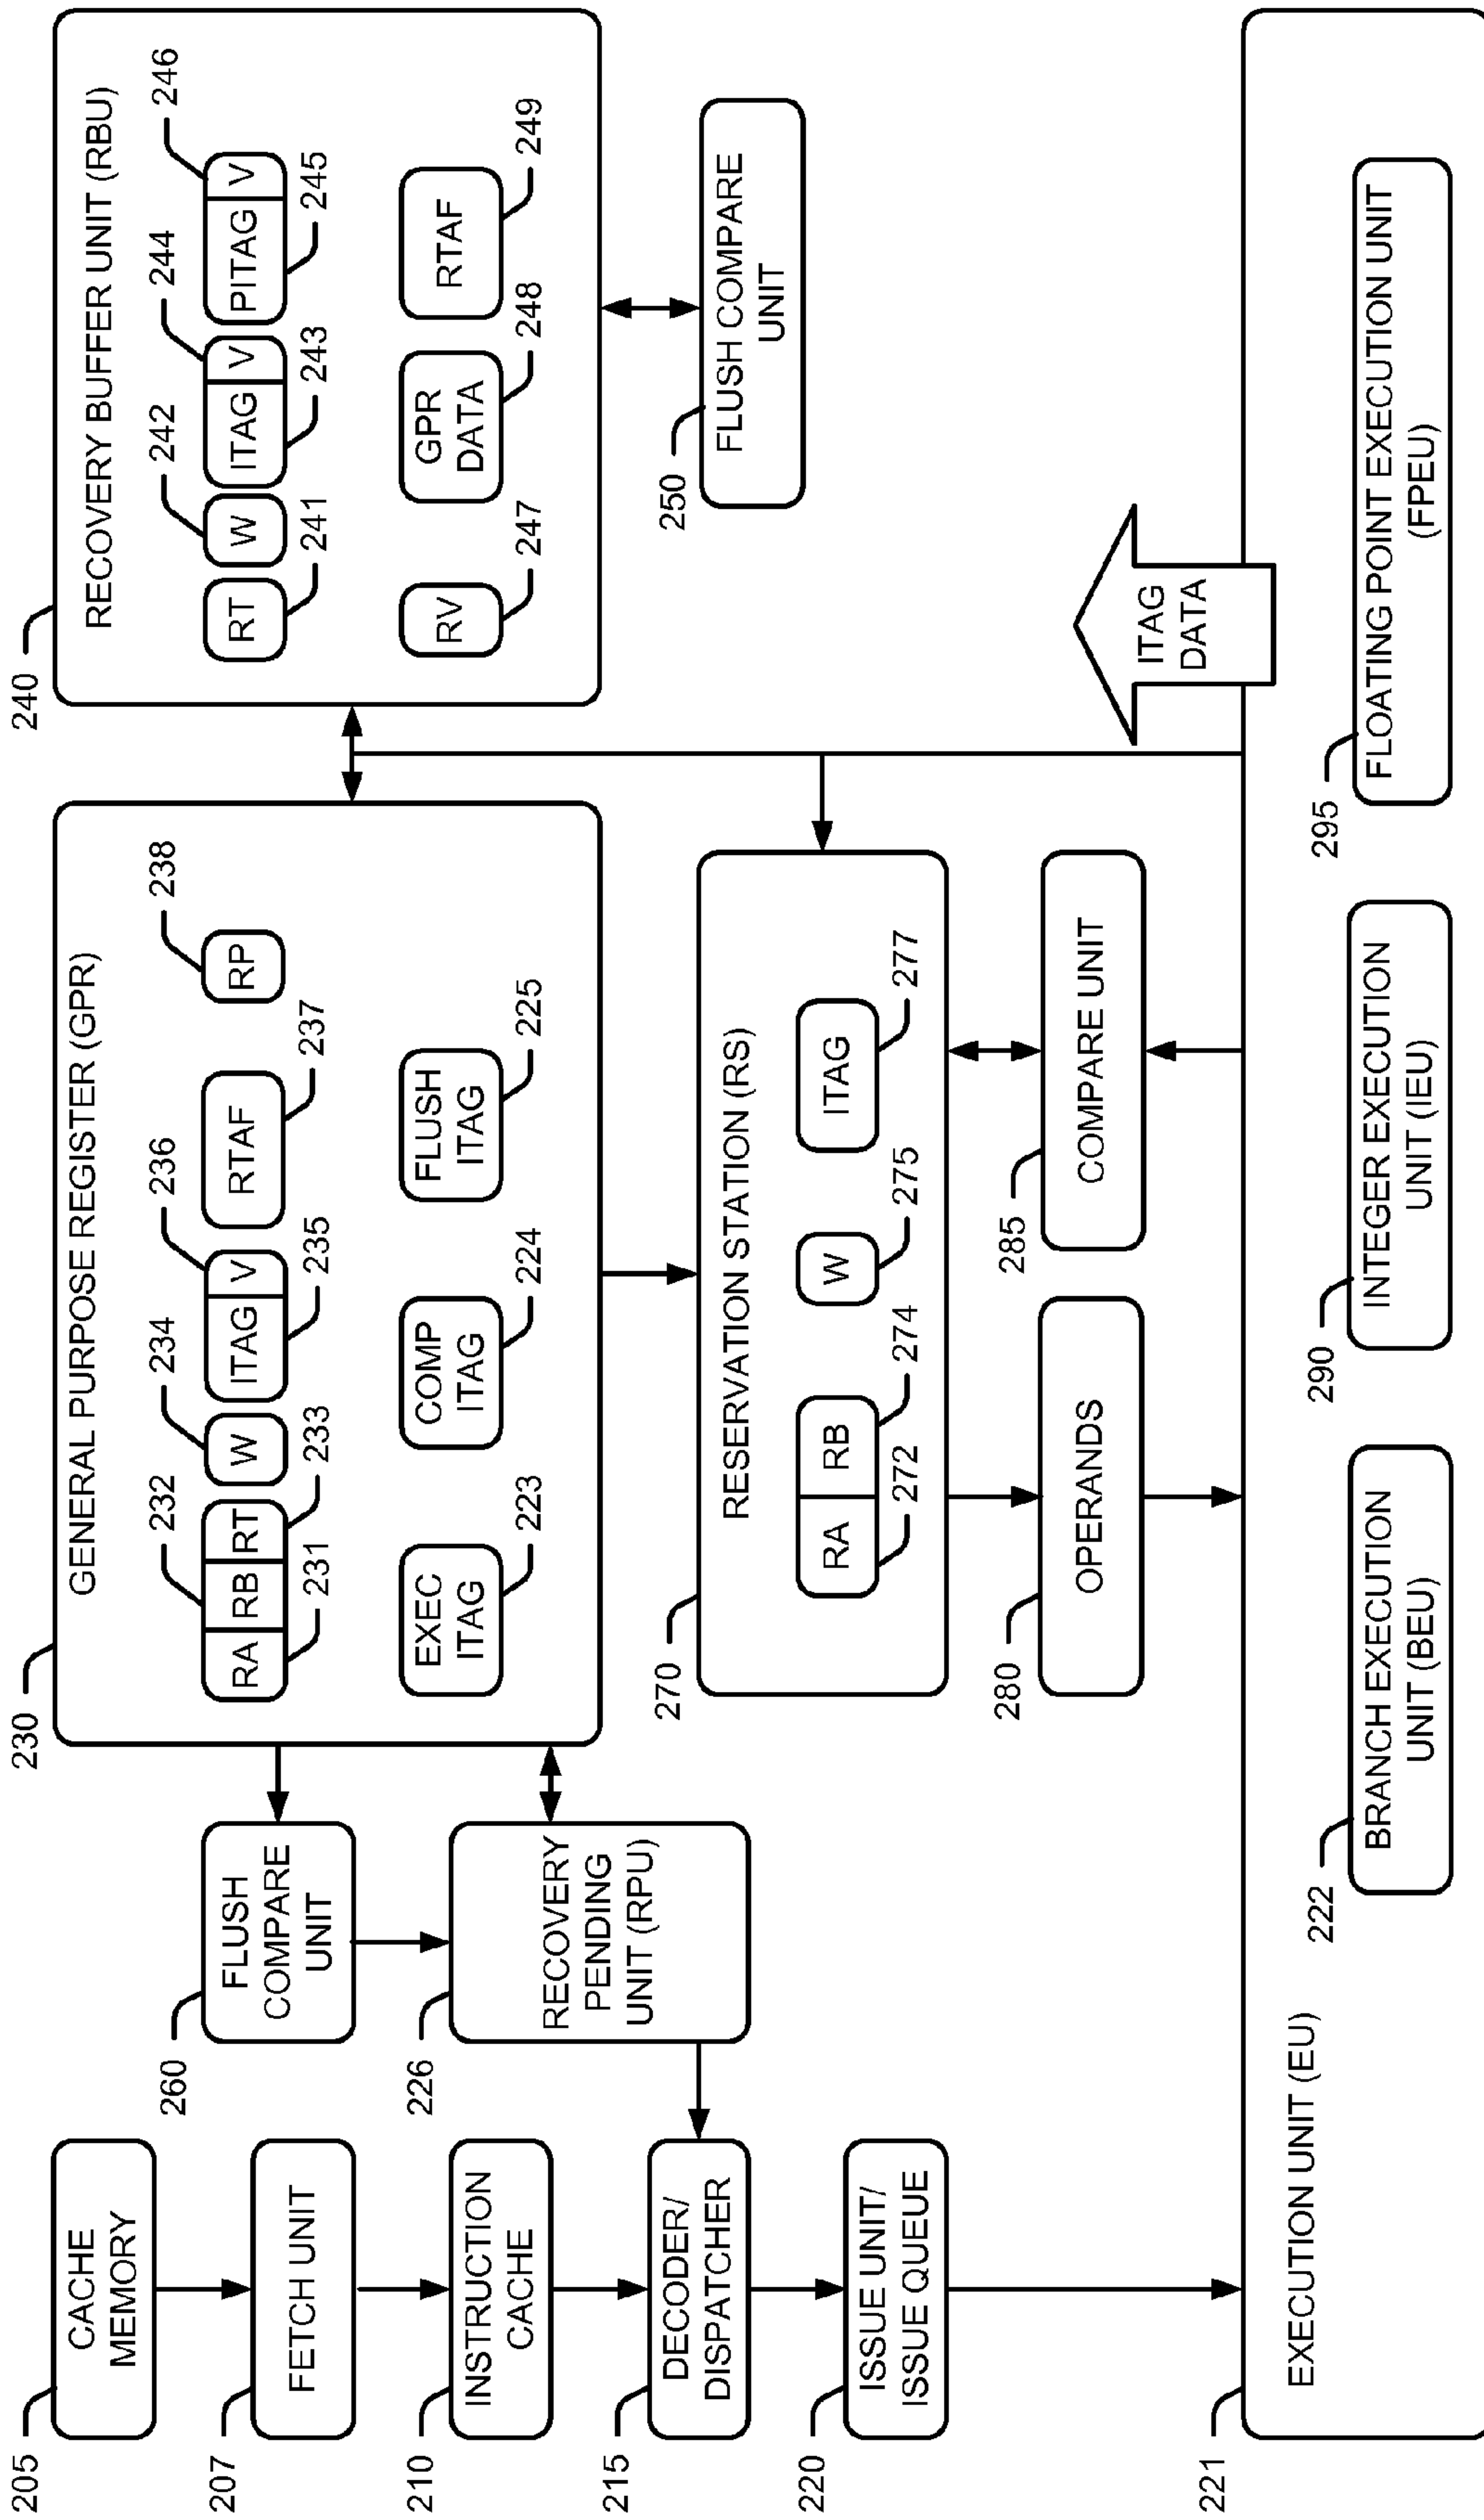 205
CACHE
MEMORY
207
FETCH UNIT
210
INSTRUCTION
CACHE
215
DECODER/
DISPATCHER
220
ISSUE UNIT/
ISSUE QUEUE
260
FLUSH
COMPARE
UNIT
226
RECOVERY
PENDING
UNIT (RPU)
230
GENERAL PURPOSE REGISTER (GPR)
232
234
236
238
RA
RB
RT
W
ITAG
V
RTAF
RP
231
233
235
237
EXEC
ITAG
COMP
ITAG
FLUSH
ITAG
223
224
225
240
RECOVERY BUFFER UNIT (RBU)
242
244
246
RT
W
ITAG
V
PITAG
V
241
243
245
RV
GPR
DATA
RTAF
247
248
249
250
FLUSH COMPARE
UNIT
270
RESERVATION STATION (RS)
RA
RB
W
ITAG
272
274
275
277
280
OPERANDS
285
COMPARE UNIT
ITAG
DATA
221
EXECUTION UNIT (EU)
222
BRANCH EXECUTION
UNIT (BEU)
290
INTEGER EXECUTION
UNIT (IEU)
295
FLOATING POINT EXECUTION UNIT
(FPEU)